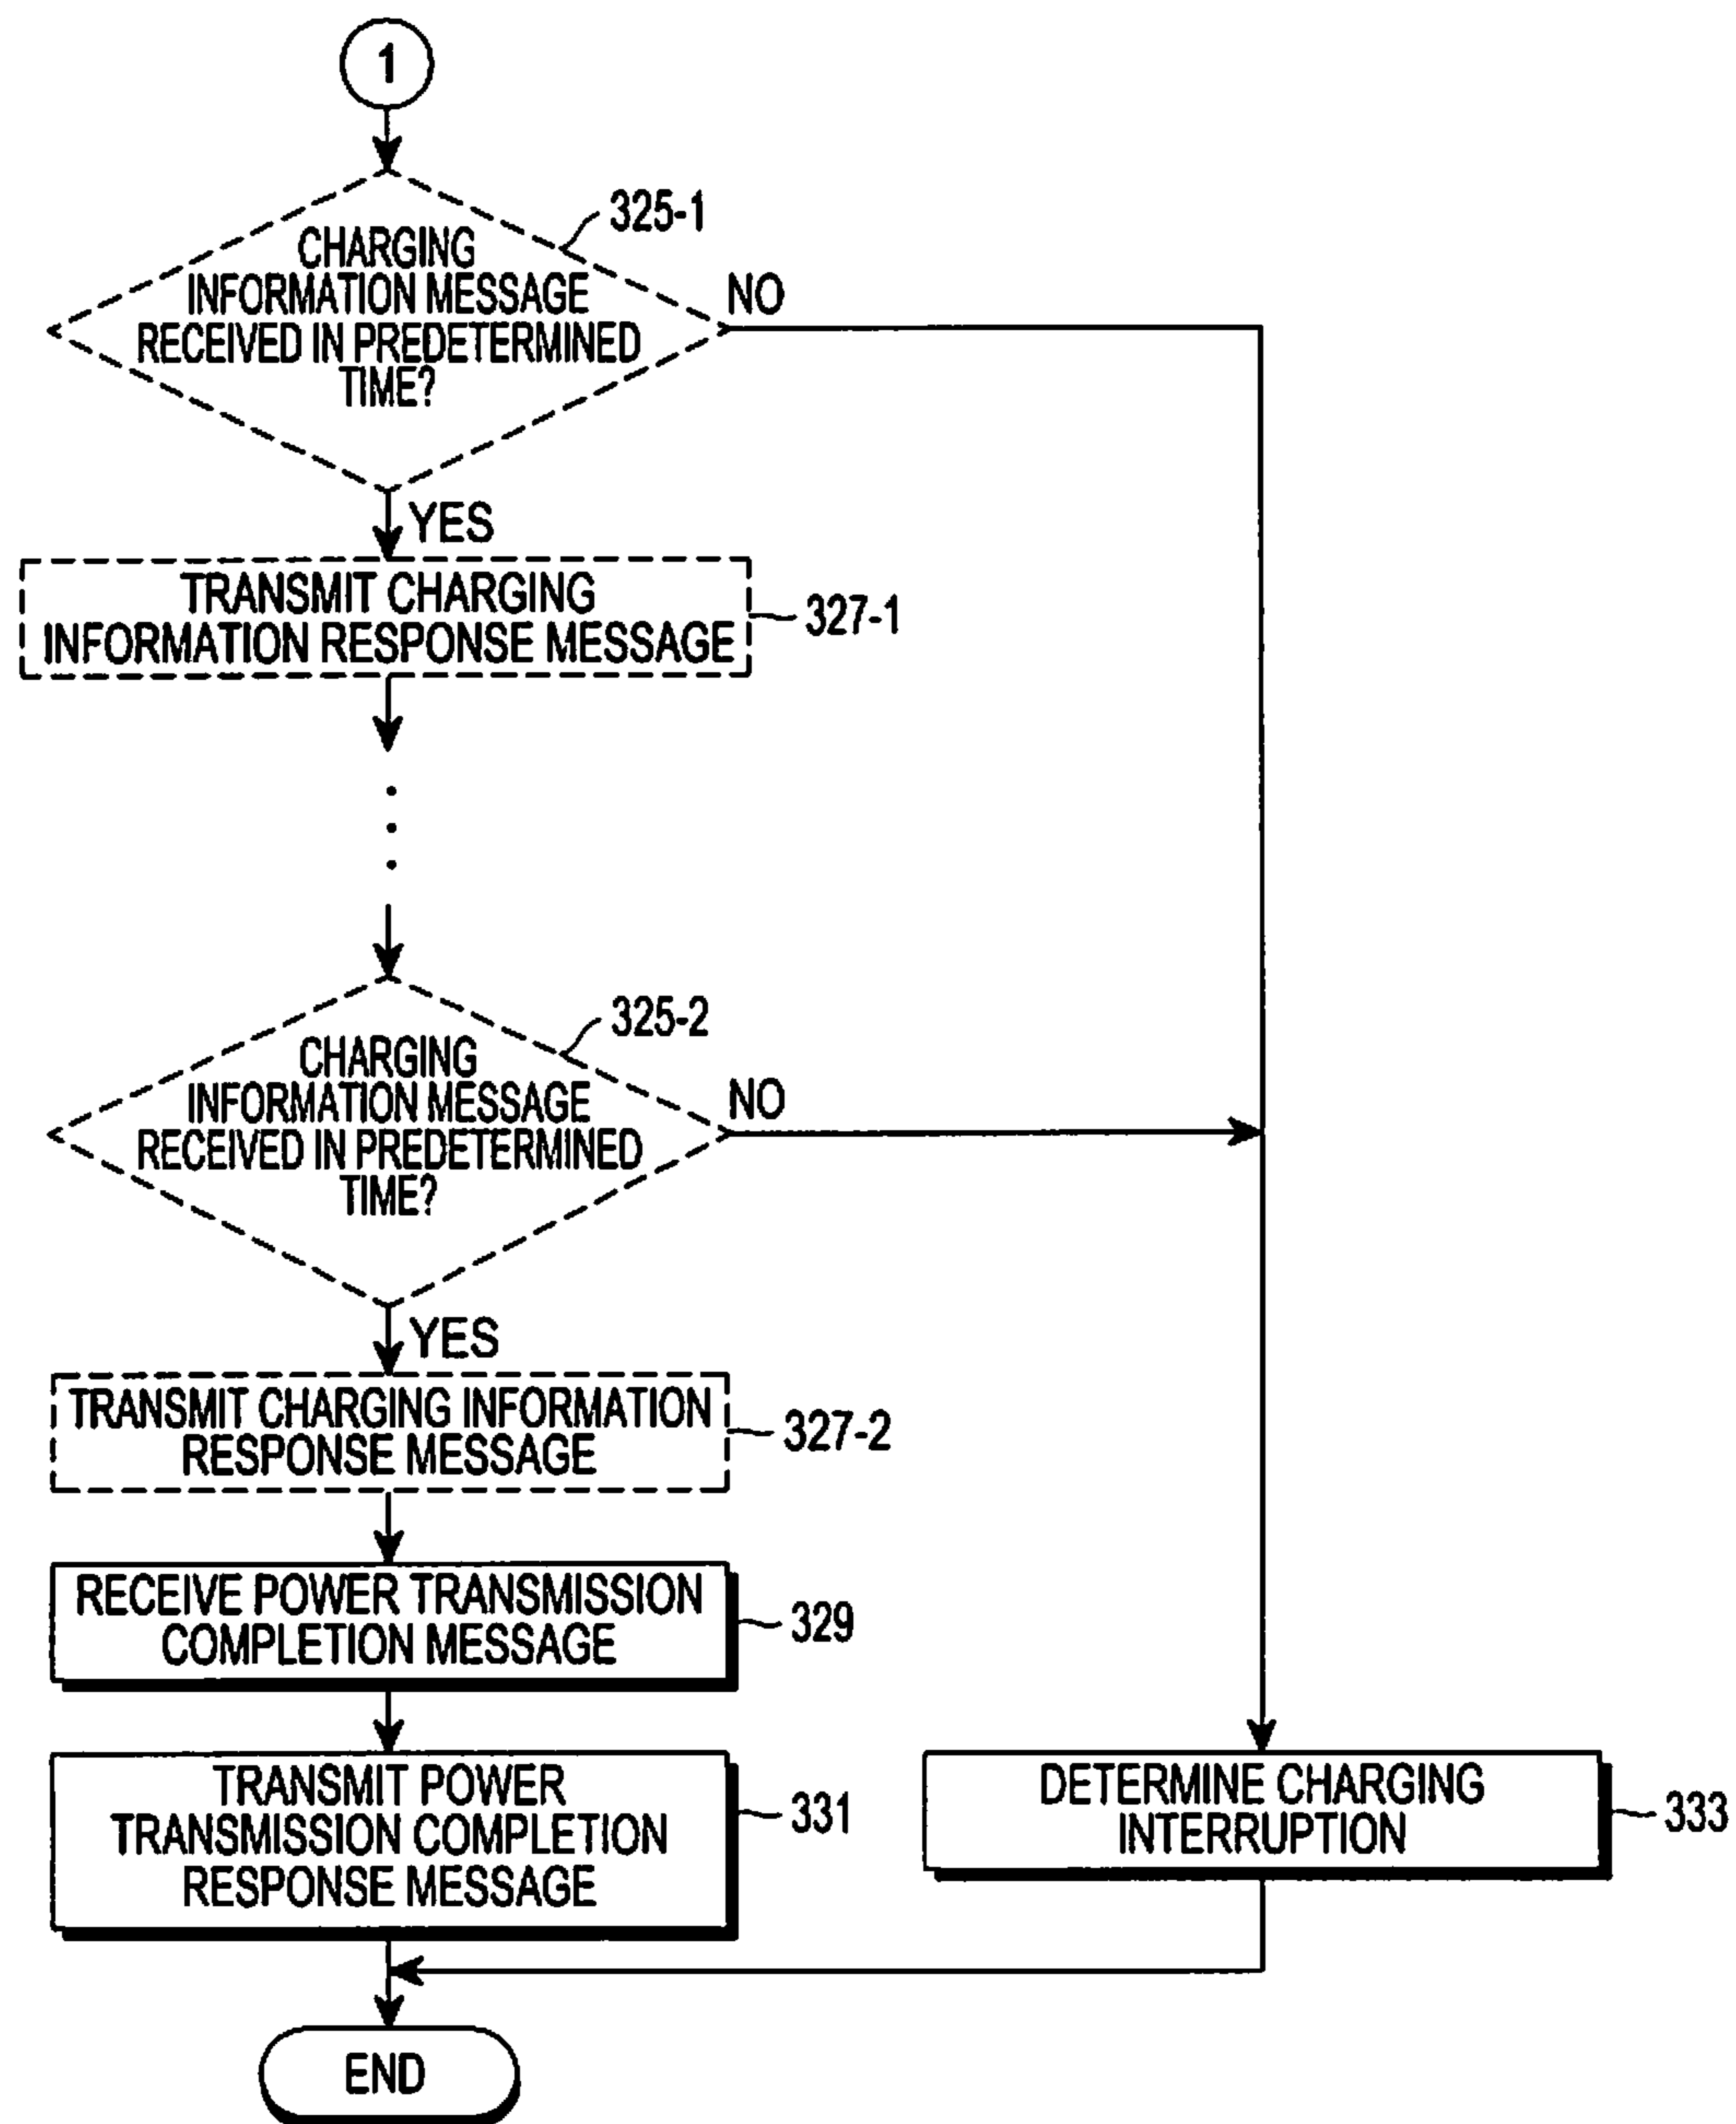 1
325-1
CHARGING
INFORMATION MESSAGE
RECEIVED IN PREDETERMINED
TIME?
NO
YES
TRANSMIT CHARGING
INFORMATION RESPONSE MESSAGE
327-1
325-2
CHARGING
INFORMATION MESSAGE
RECEIVED IN PREDETERMINED
TIME?
NO
YES
TRANSMIT CHARGING INFORMATION
RESPONSE MESSAGE
327-2
RECEIVE POWER TRANSMISSION
COMPLETION MESSAGE
329
TRANSMIT POWER
TRANSMISSION COMPLETION
RESPONSE MESSAGE
331
DETERMINE CHARGING
INTERRUPTION
333
END